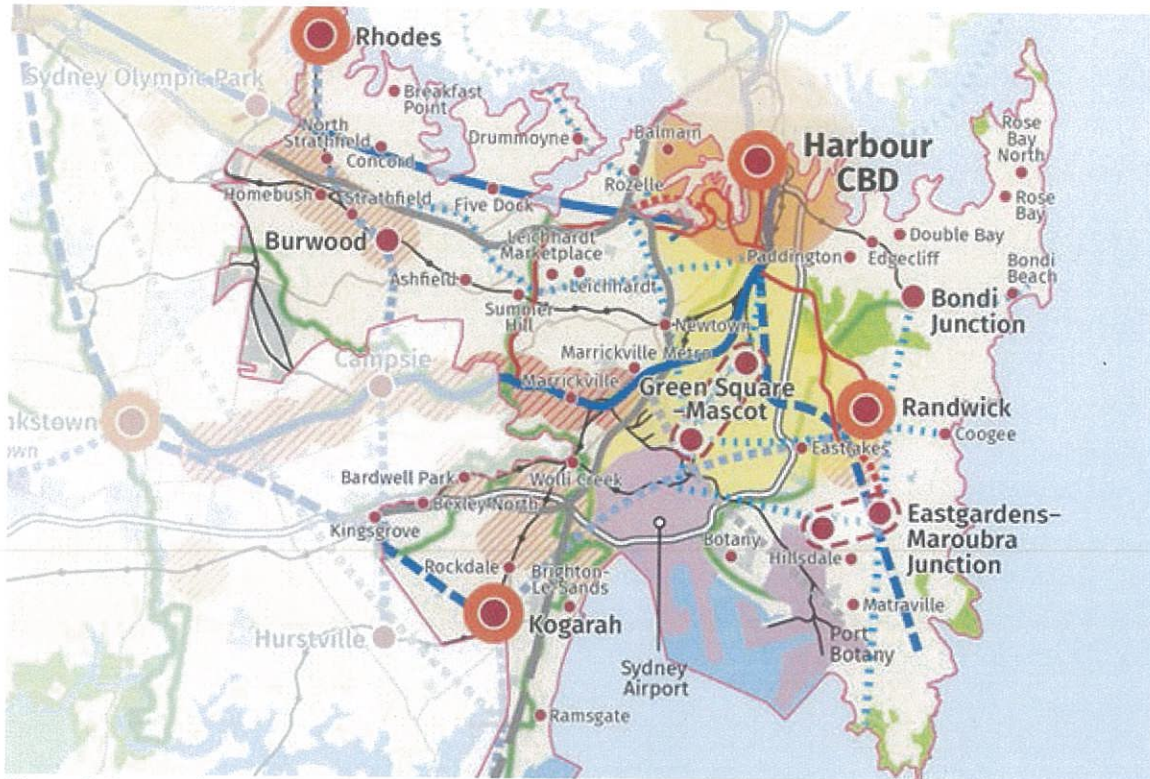 Rhodes
Sydney Olympic Park
Breakfast
Point
North
Strathfield
Concord
Drummoyne
Balmain
Harbour
CBD
Rose
Bay
North
Rozelle
Homebush
Strathfield
Five Dock
Rose
Bay
Burwood
Leichhardt
Marketplace
Double Bay
Paddington
Edgecliff
Bondi
Beach
Ashfield
Leichhardt
Summer
Hill
Bondi
Junction
Newtown
Campsie
Marrickville Metro
Marrickville
Green Square
–Mascot
Randwick
nkstown
own
Coogee
Eastlakes
Bardwell Park
Wolli Creek
Bexley North
Kingsgrove
Eastgardens–
Maroubra
Junction
Botany
Hillsdale
Rockdale
Brighton-
Le-Sands
Matraville
Kogarah
Hurstville
Port
Botany
Sydney
Airport
Ramsgate